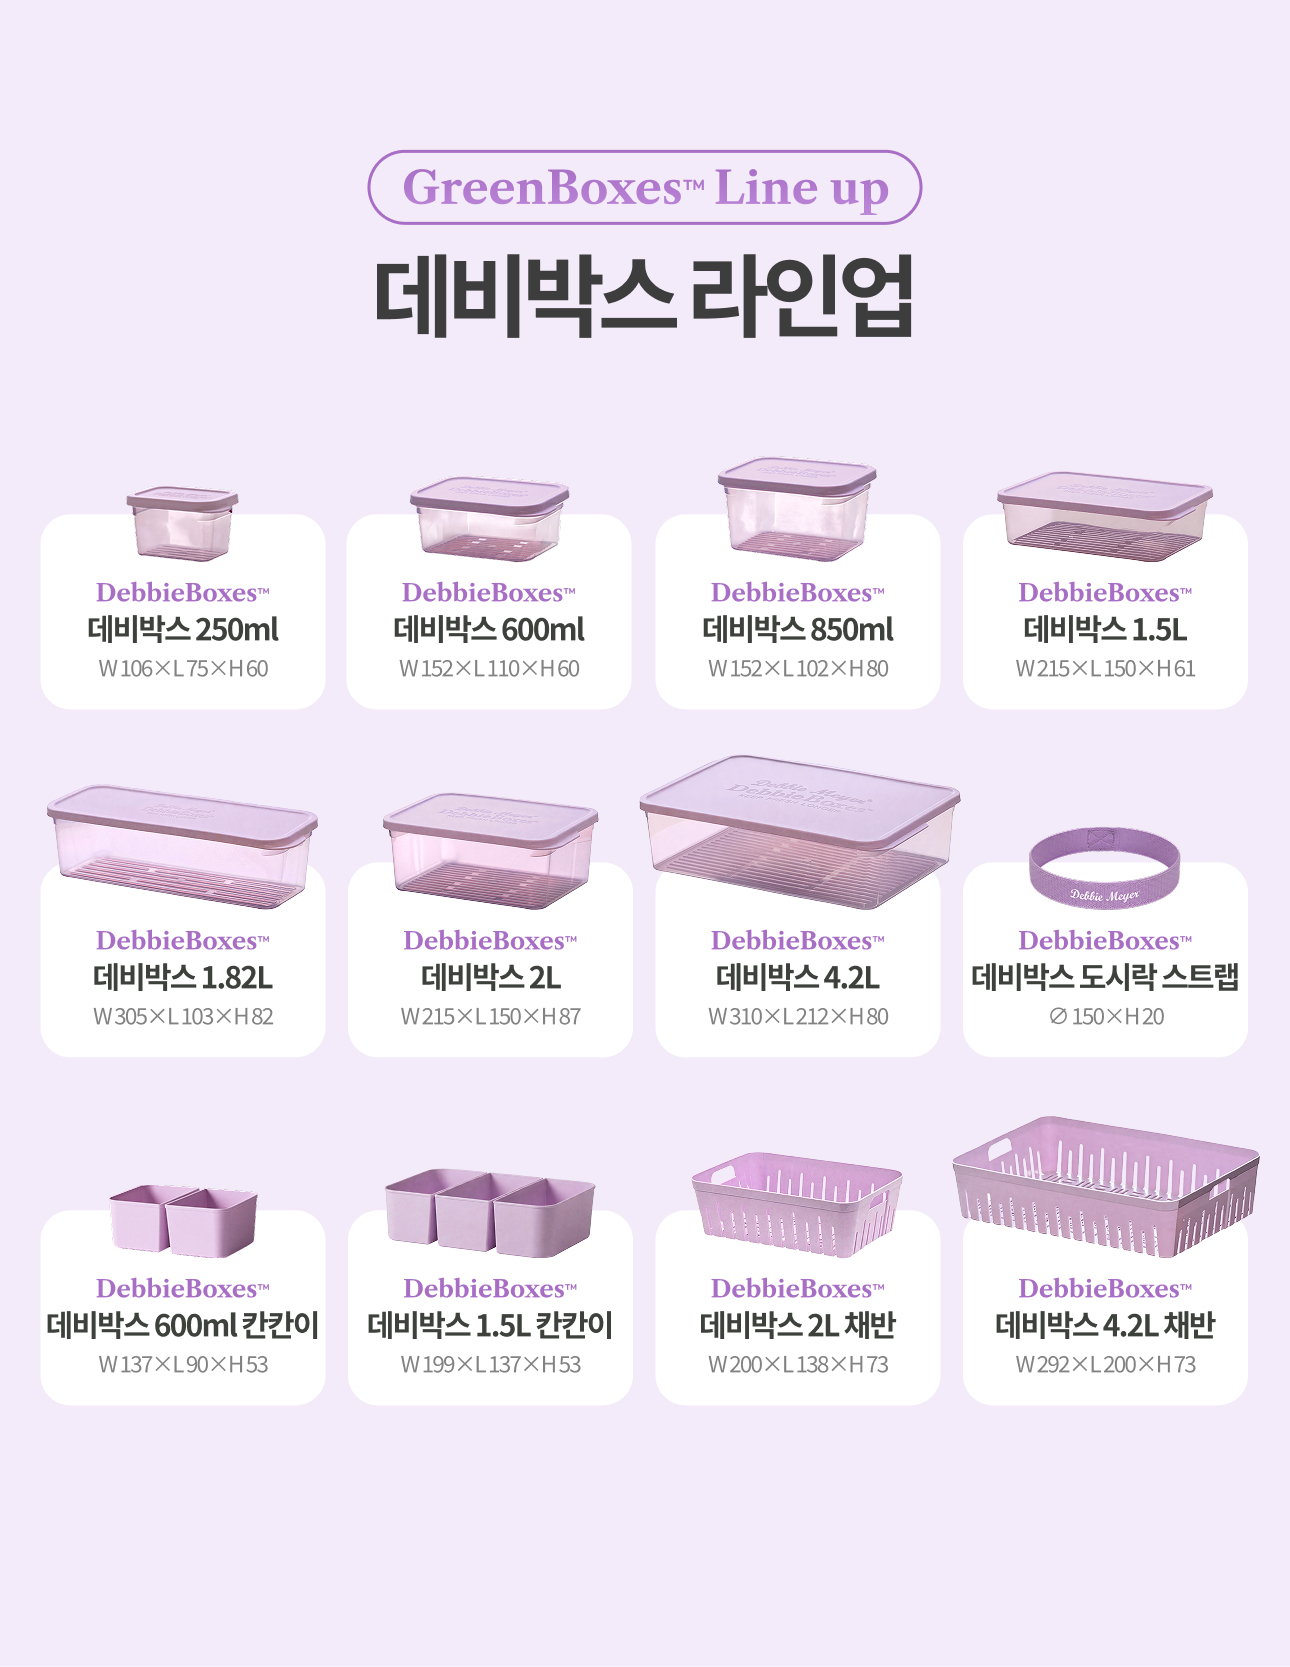 GreenBoxes™ Line up
데비박스 라인업
DebbieBoxes™
데비박스 250ml
W106×L75×H60
DebbieBoxes™
데비박스 600ml
W152×L110×H60
DebbieBoxes™
데비박스 850ml
W152×L102×H80
DebbieBoxes™
데비박스 1.5L
W215×L150×H61
Debbie Meyer®
DebbieBoxes™
Debbie Meyer
DebbieBoxes™
데비박스 1.82L
W305×L103×H82
DebbieBoxes™
데비박스 2L
W215×L150×H87
DebbieBoxes™
데비박스 4.2L
W310×L212×H80
DebbieBoxes™
데비박스 도시락 스트랩
∅150×H20
DebbieBoxes™
데비박스 600ml 칸칸이
W137×L90×H53
DebbieBoxes™
데비박스 1.5L 칸칸이
W199×L137×H53
DebbieBoxes™
데비박스 2L 채반
W200×L138×H73
DebbieBoxes™
데비박스 4.2L 채반
W292×L200×H73